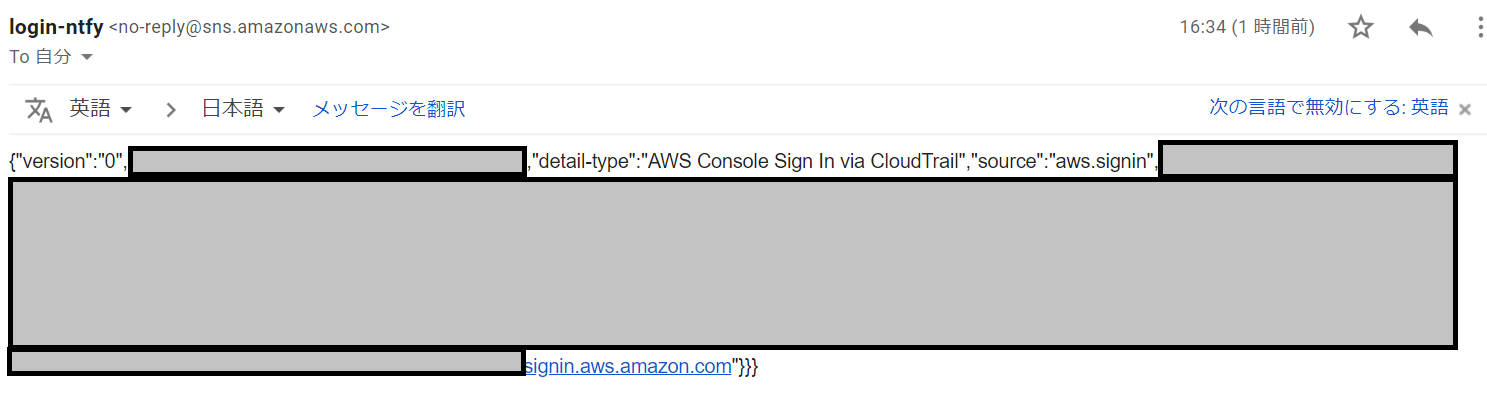 login-ntfy <no-reply@sns.amazonaws.com> 16:34 (1 時間前)
To 自分
英語 日本語 メッセージを翻訳 次の言語で無効にする: 英語
{"version":"0", ,"detail-type":"AWS Console Sign In via CloudTrail","source":"aws.signin",
signin.aws.amazon.com"}}}